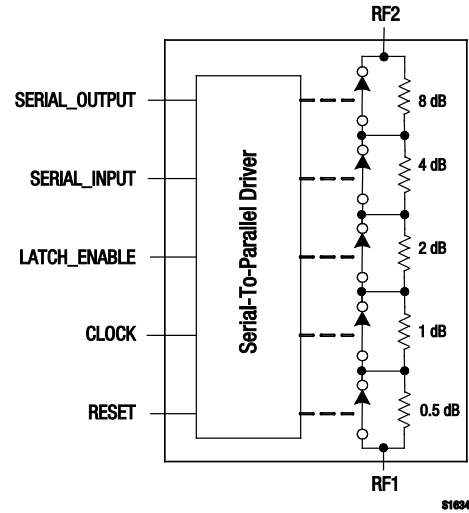 RF2
SERIAL_OUTPUT
8 dB
SERIAL_INPUT
4 dB
Serial-To-Parallel Driver
LATCH_ENABLE
2 dB
CLOCK
1 dB
RESET
0.5 dB
RF1
S1634